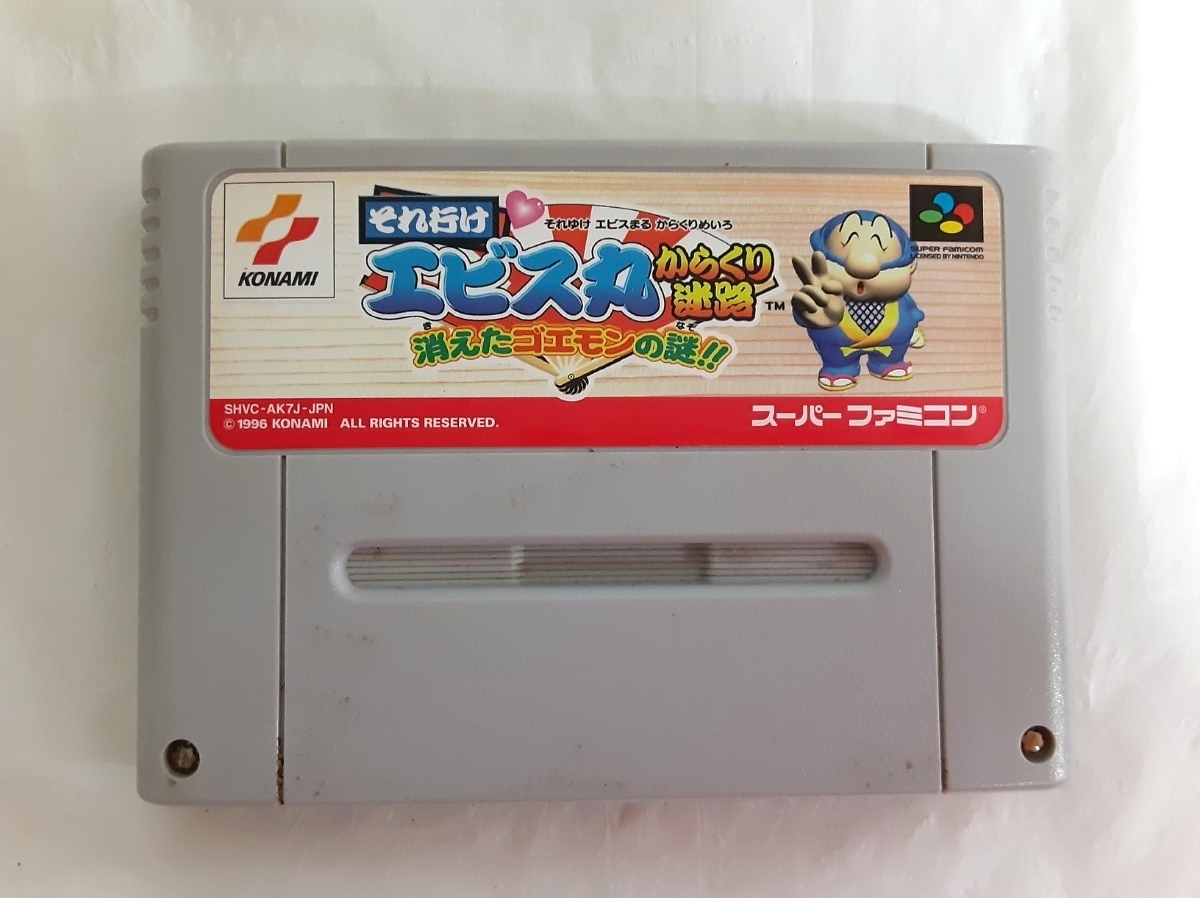 KONAMI
それ行け
それゆけ エビスまる からくりめいろ
エビス丸
からくり
迷路
TM
き
なぞ
消えたゴエモンの謎!!
SUPER FAMICOM
LICENSED BY NINTENDO
SHVC-AK7J-JPN
© 1996 KONAMI ALL RIGHTS RESERVED.
スーパーファミコン®